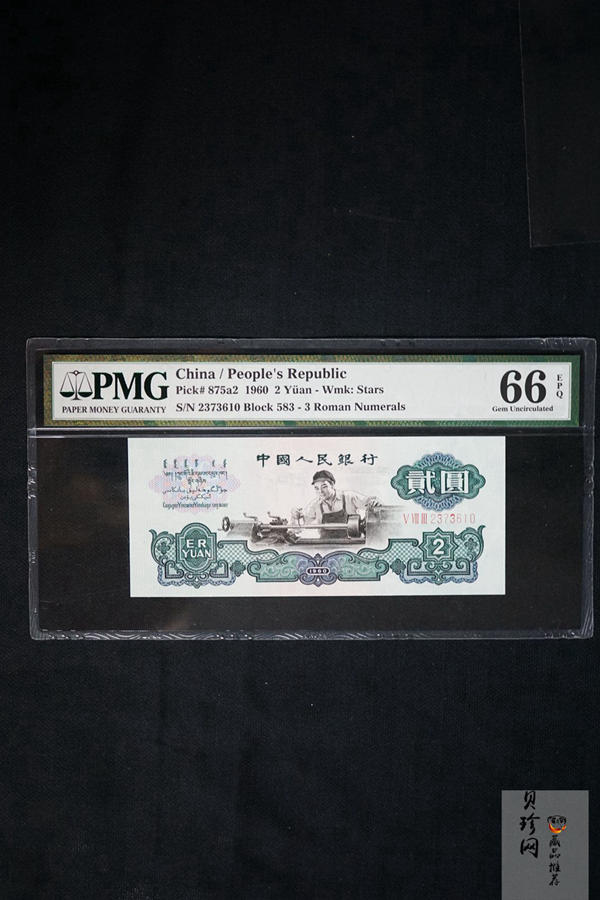 PMG
PAPER MONEY GUARANTY
China / People's Republic
Pick# 875a2 1960 2 Yüan - Wmk: Stars
S/N 2373610 Block 583 - 3 Roman Numerals
66 EPQ
Gem Uncirculated
中國人民銀行
貳圓
V VIII III 2373610
ER
YUAN
2
1960
贝珍网
藏品
推荐